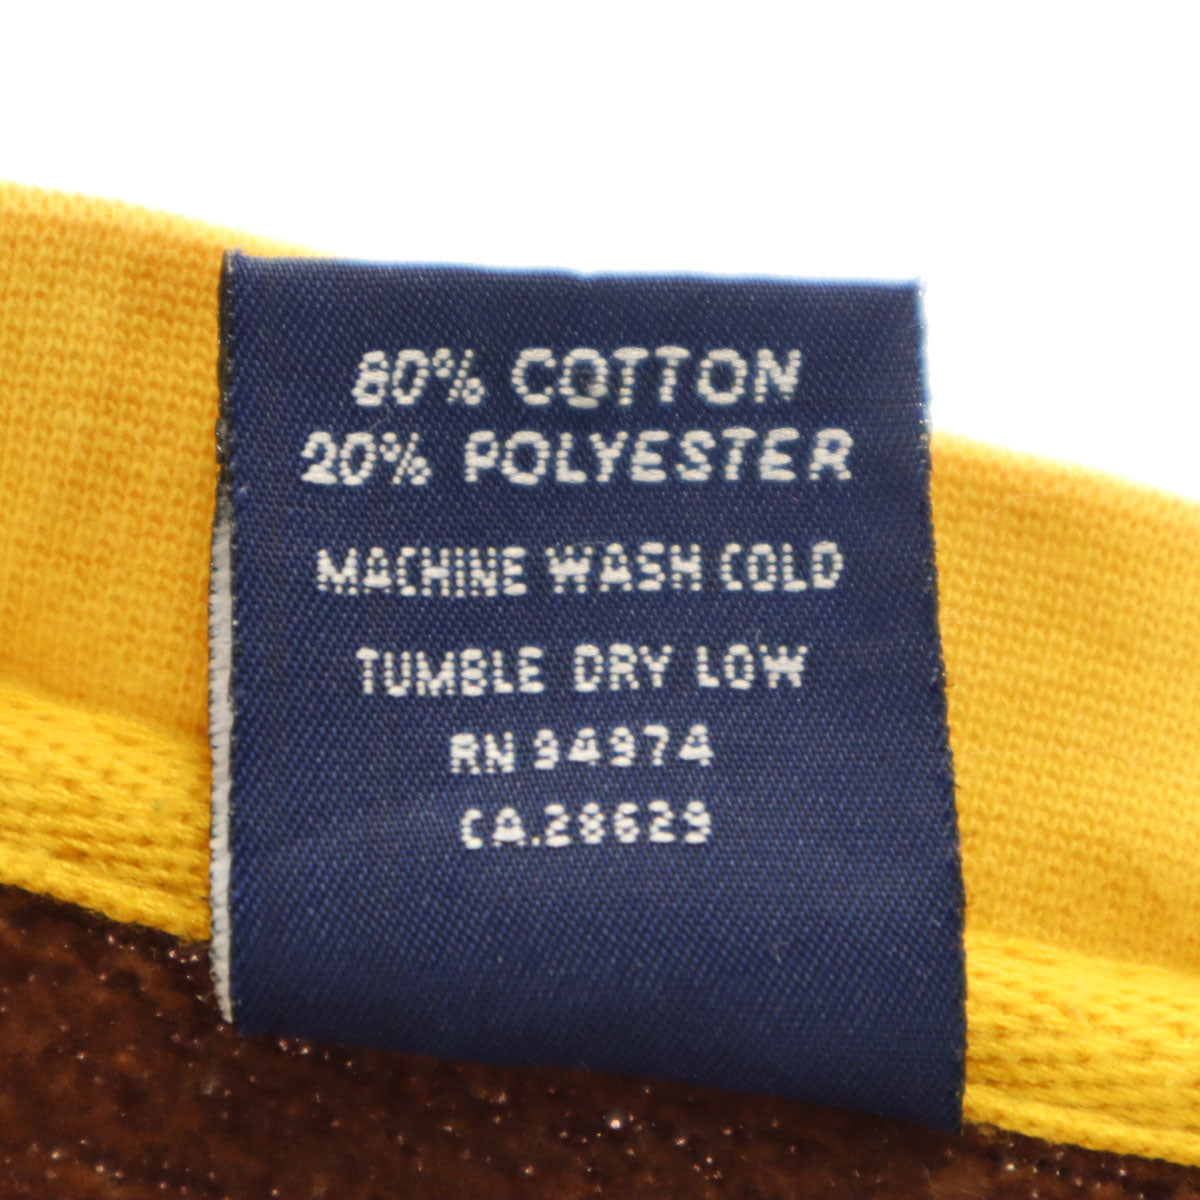 80% COTTON
20% POLYESTER
MACHINE WASH COLD
TUMBLE DRY LOW
RN 94974
CA.28629